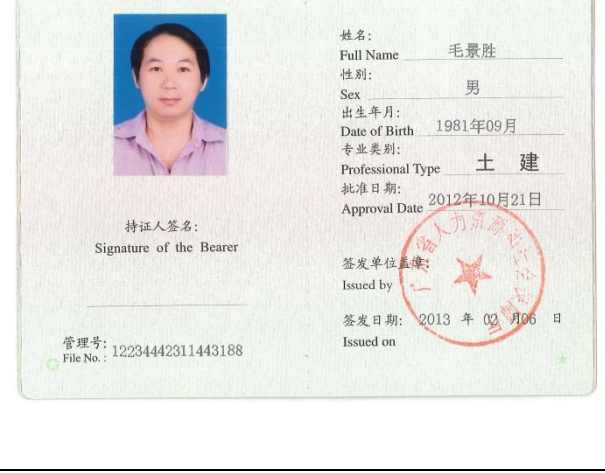 姓名:
Full Name 毛景胜
性别:
Sex 男
出生年月:
Date of Birth 1981年09月
专业类别:
Professional Type 土 建
批准日期:
Approval Date 2012年10月21日
持证人签名:
Signature of the Bearer
签发单位盖章:
Issued by
签发日期: 2013 年 02 月06 日
Issued on
管理号:
File No. : 12234442311443188